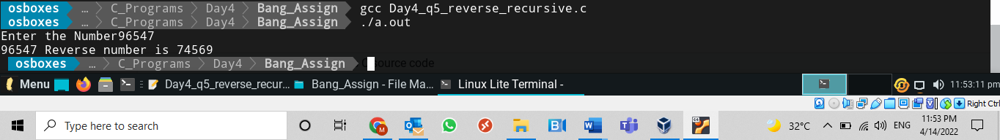 osboxes … C_Programs Day4 Bang_Assign gcc Day4_q5_reverse_recursive.c
osboxes … C_Programs Day4 Bang_Assign ./a.out
Enter the Number96547
96547 Reverse number is 74569
osboxes … C_Programs Day4 Bang_Assign source code
Menu Day4_q5_reverse_recur... Bang_Assign - File Ma... Linux Lite Terminal - 11:53:11 pm
Right Ctrl
Type here to search 32°C ENG 11:53 PM
4/14/2022